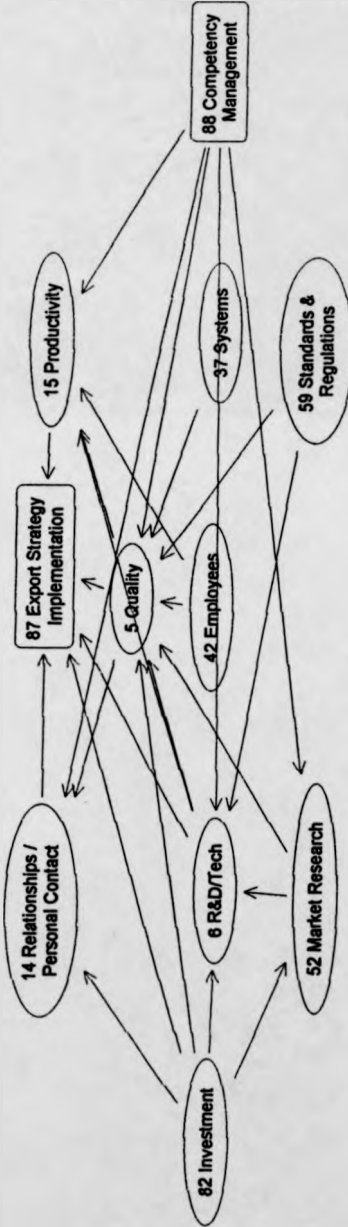 14 Relationships /
Personal Contact
87 Export Strategy
Implementation
15 Productivity
82 Investment
6 R&D/Tech
5 Quality
42 Employees
37 Systems
88 Competency
Management
52 Market Research
59 Standards &
Regulations